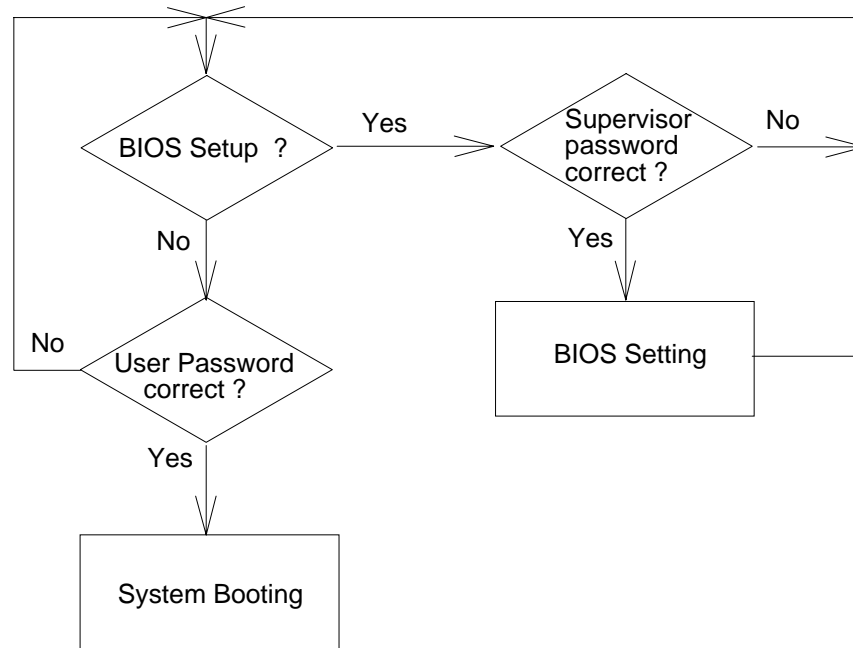 BIOS Setup ?
Yes
Supervisor
password
correct ?
No
No
Yes
No
User Password
correct ?
BIOS Setting
Yes
System Booting